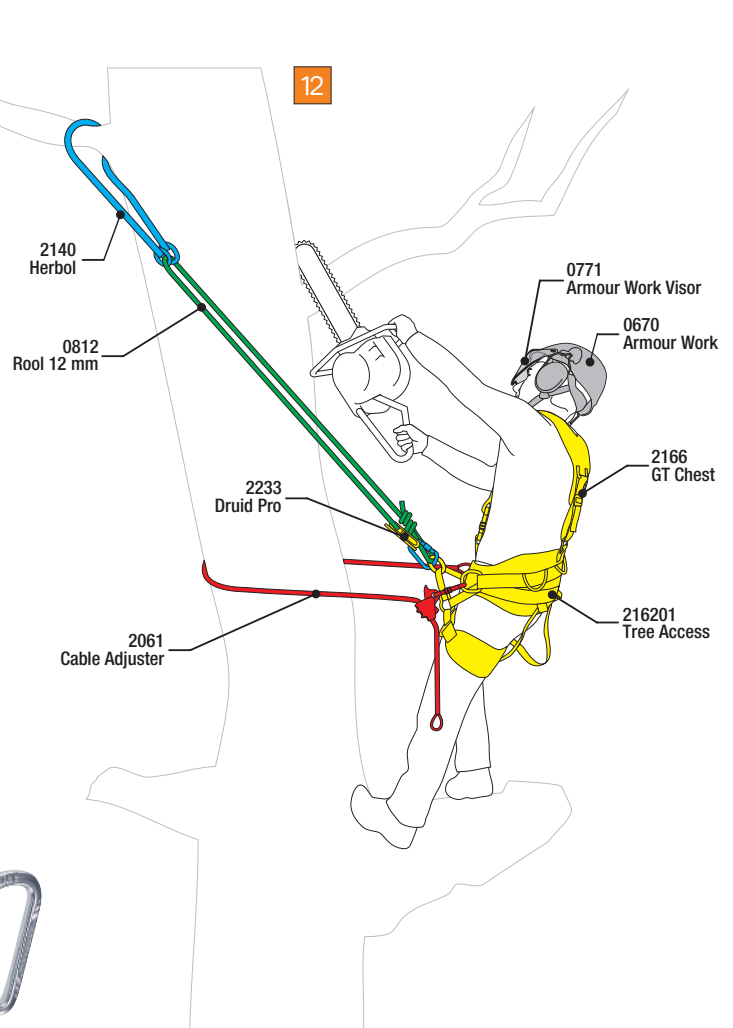 12
2140
Herbol
0771
Armour Work Visor
0670
Armour Work
0812
Rool 12 mm
2166
GT Chest
2233
Druid Pro
216201
Tree Access
2061
Cable Adjuster